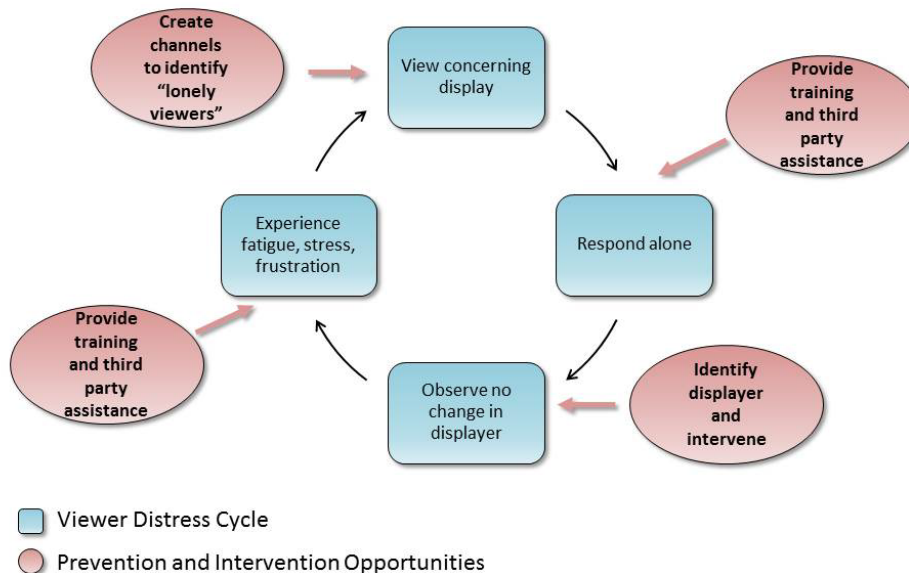 Create
channels
to identify
“lonely
viewers”
View concerning
display
Provide
training
and third
party
assistance
Experience
fatigue, stress,
frustration
Respond alone
Provide
training
and third
party
assistance
Observe no
change in
displayer
Identify
displayer
and
intervene
Viewer Distress Cycle
Prevention and Intervention Opportunities